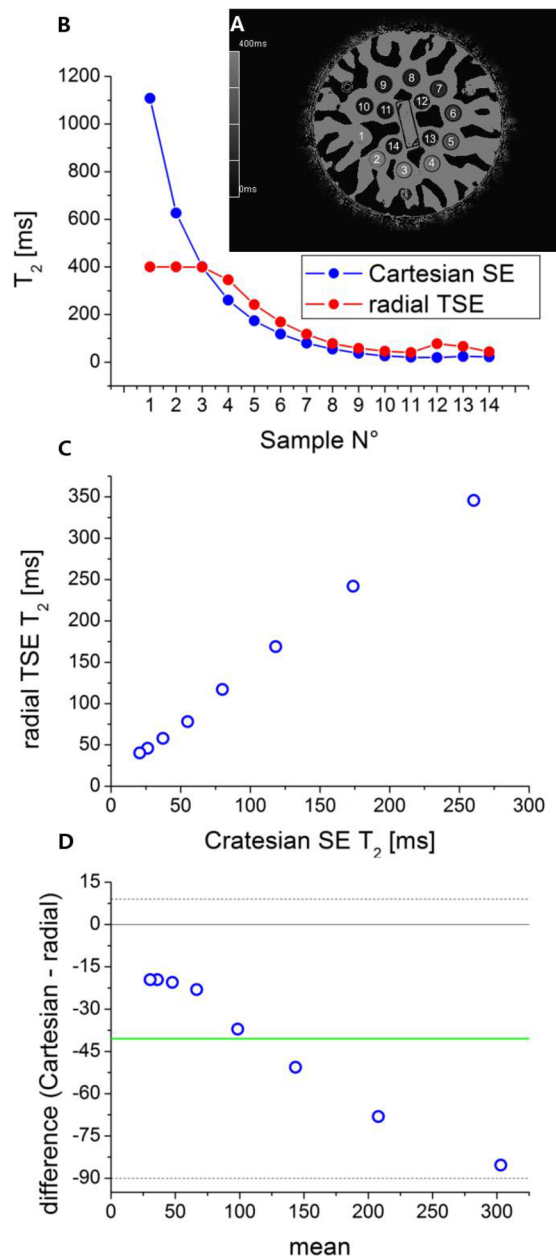 B
A
400ms
0ms
8
9
7
10
11
12
6
1
13
5
14
2
3
4
1200
1000
800
600
400
200
0
T2 [ms]
Cartesian SE
radial TSE
1 2 3 4 5 6 7 8 9 10 11 12 13 14
Sample N°
C
350
300
250
200
150
100
50
0
radial TSE T2 [ms]
0 50 100 150 200 250 300
Cratesian SE T2 [ms]
D
15
0
-15
-30
-45
-60
-75
-90
difference (Cartesian - radial)
0 50 100 150 200 250 300
mean